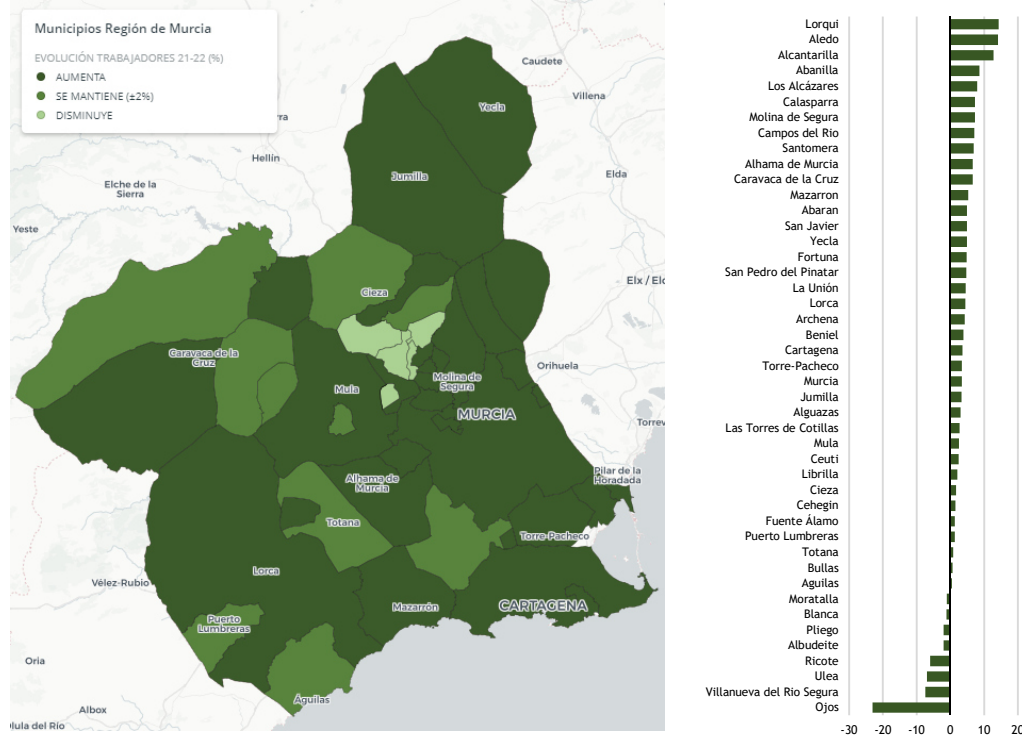 Municipios Región de Murcia
EVOLUCIÓN TRABAJADORES 21-22 (%)
AUMENTA
SE MANTIENE (±2%)
DISMINUYE
Caudete
Yecla
Villena
rra
Hellín
Jumilla
Elda
Elche de la
Sierra
Yeste
Elx / Elc
Cieza
Caravaca de la
Cruz
Orihuela
Molina de
Segura
Mula
MURCIA
Torrev
Pilar de la
Horadada
Alhama de
Murcia
Totana
Torre-Pacheco
Lorca
Vélez-Rubio
Mazarrón
CARTAGENA
Puerto
Lumbreras
Oria
Águilas
Albox
lula del Río
Lorqui
Aledo
Alcantarilla
Abanilla
Los Alcázares
Calasparra
Molina de Segura
Campos del Rio
Santomera
Alhama de Murcia
Caravaca de la Cruz
Mazarron
Abaran
San Javier
Yecla
Fortuna
San Pedro del Pinatar
La Unión
Lorca
Archena
Beniel
Cartagena
Torre-Pacheco
Murcia
Jumilla
Alguazas
Las Torres de Cotillas
Mula
Ceuti
Librilla
Cieza
Cehegin
Fuente Álamo
Puerto Lumbreras
Totana
Bullas
Aguilas
Moratalla
Blanca
Pliego
Albudeite
Ricote
Ulea
Villanueva del Rio Segura
Ojos
-30 -20 -10 0 10 20